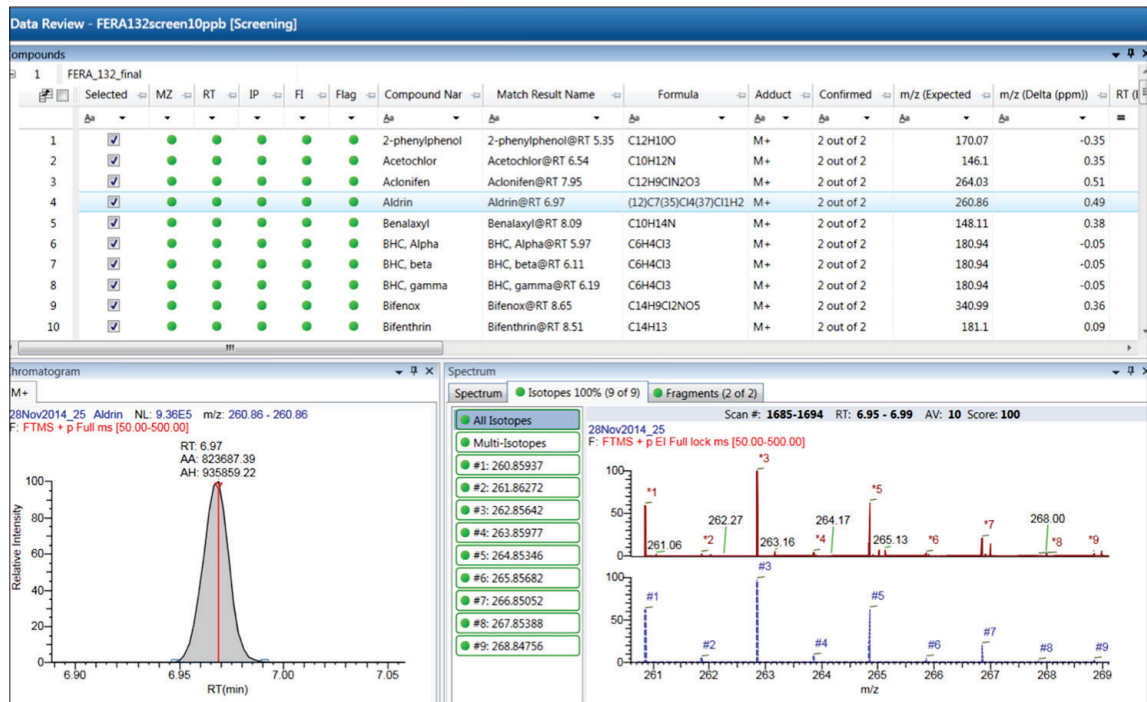 Data Review - FERA132screen10ppb [Screening]
ompounds
1 FERA_132_final
Selected MZ RT IP FI Flag Compound Nar Match Result Name Formula Adduct Confirmed m/z (Expected m/z (Delta (ppm)) RT (I
Aa Aa Aa Aa Aa Aa Aa Aa =
1 2-phenylphenol 2-phenylphenol@RT 5.35 C12H10O M+ 2 out of 2 170.07 -0.35
2 Acetochlor Acetochlor@RT 6.54 C10H12N M+ 2 out of 2 146.1 0.35
3 Aclonifen Aclonifen@RT 7.95 C12H9ClN2O3 M+ 2 out of 2 264.03 0.51
4 Aldrin Aldrin@RT 6.97 (12)C7(35)Cl4(37)Cl1H2 M+ 2 out of 2 260.86 0.49
5 Benalaxyl Benalaxyl@RT 8.09 C10H14N M+ 2 out of 2 148.11 0.38
6 BHC, Alpha BHC, Alpha@RT 5.97 C6H4Cl3 M+ 2 out of 2 180.94 -0.05
7 BHC, beta BHC, beta@RT 6.11 C6H4Cl3 M+ 2 out of 2 180.94 -0.05
8 BHC, gamma BHC, gamma@RT 6.19 C6H4Cl3 M+ 2 out of 2 180.94 -0.05
9 Bifenox Bifenox@RT 8.65 C14H9Cl2NO5 M+ 2 out of 2 340.99 0.36
10 Bifenthrin Bifenthrin@RT 8.51 C14H13 M+ 2 out of 2 181.1 0.09
hromatogram
M+
28Nov2014_25 Aldrin NL: 9.36E5 m/z: 260.86 - 260.86
F: FTMS + p Full ms [50.00-500.00]
RT: 6.97
AA: 823687.39
AH: 935859.22
100
80
60
40
20
0
Relative Intensity
6.90 6.95 7.00 7.05
RT(min)
Spectrum
Spectrum Isotopes 100% (9 of 9) Fragments (2 of 2)
All Isotopes
Multi-Isotopes
#1: 260.85937
#2: 261.86272
#3: 262.85642
#4: 263.85977
#5: 264.85346
#6: 265.85682
#7: 266.85052
#8: 267.85388
#9: 268.84756
Scan #: 1685-1694 RT: 6.95 - 6.99 AV: 10 Score: 100
28Nov2014_25
F: FTMS + p EI Full lock ms [50.00-500.00]
*3
100
*1
*5
262.27 264.17 268.00
50
*7
261.06 *2 263.16 *4 265.13 *6 *8 *9
0
#3
100
#1 #5
50
#7
#2 #4 #6 #8 #9
0
261 262 263 264 265 266 267 268 269
m/z